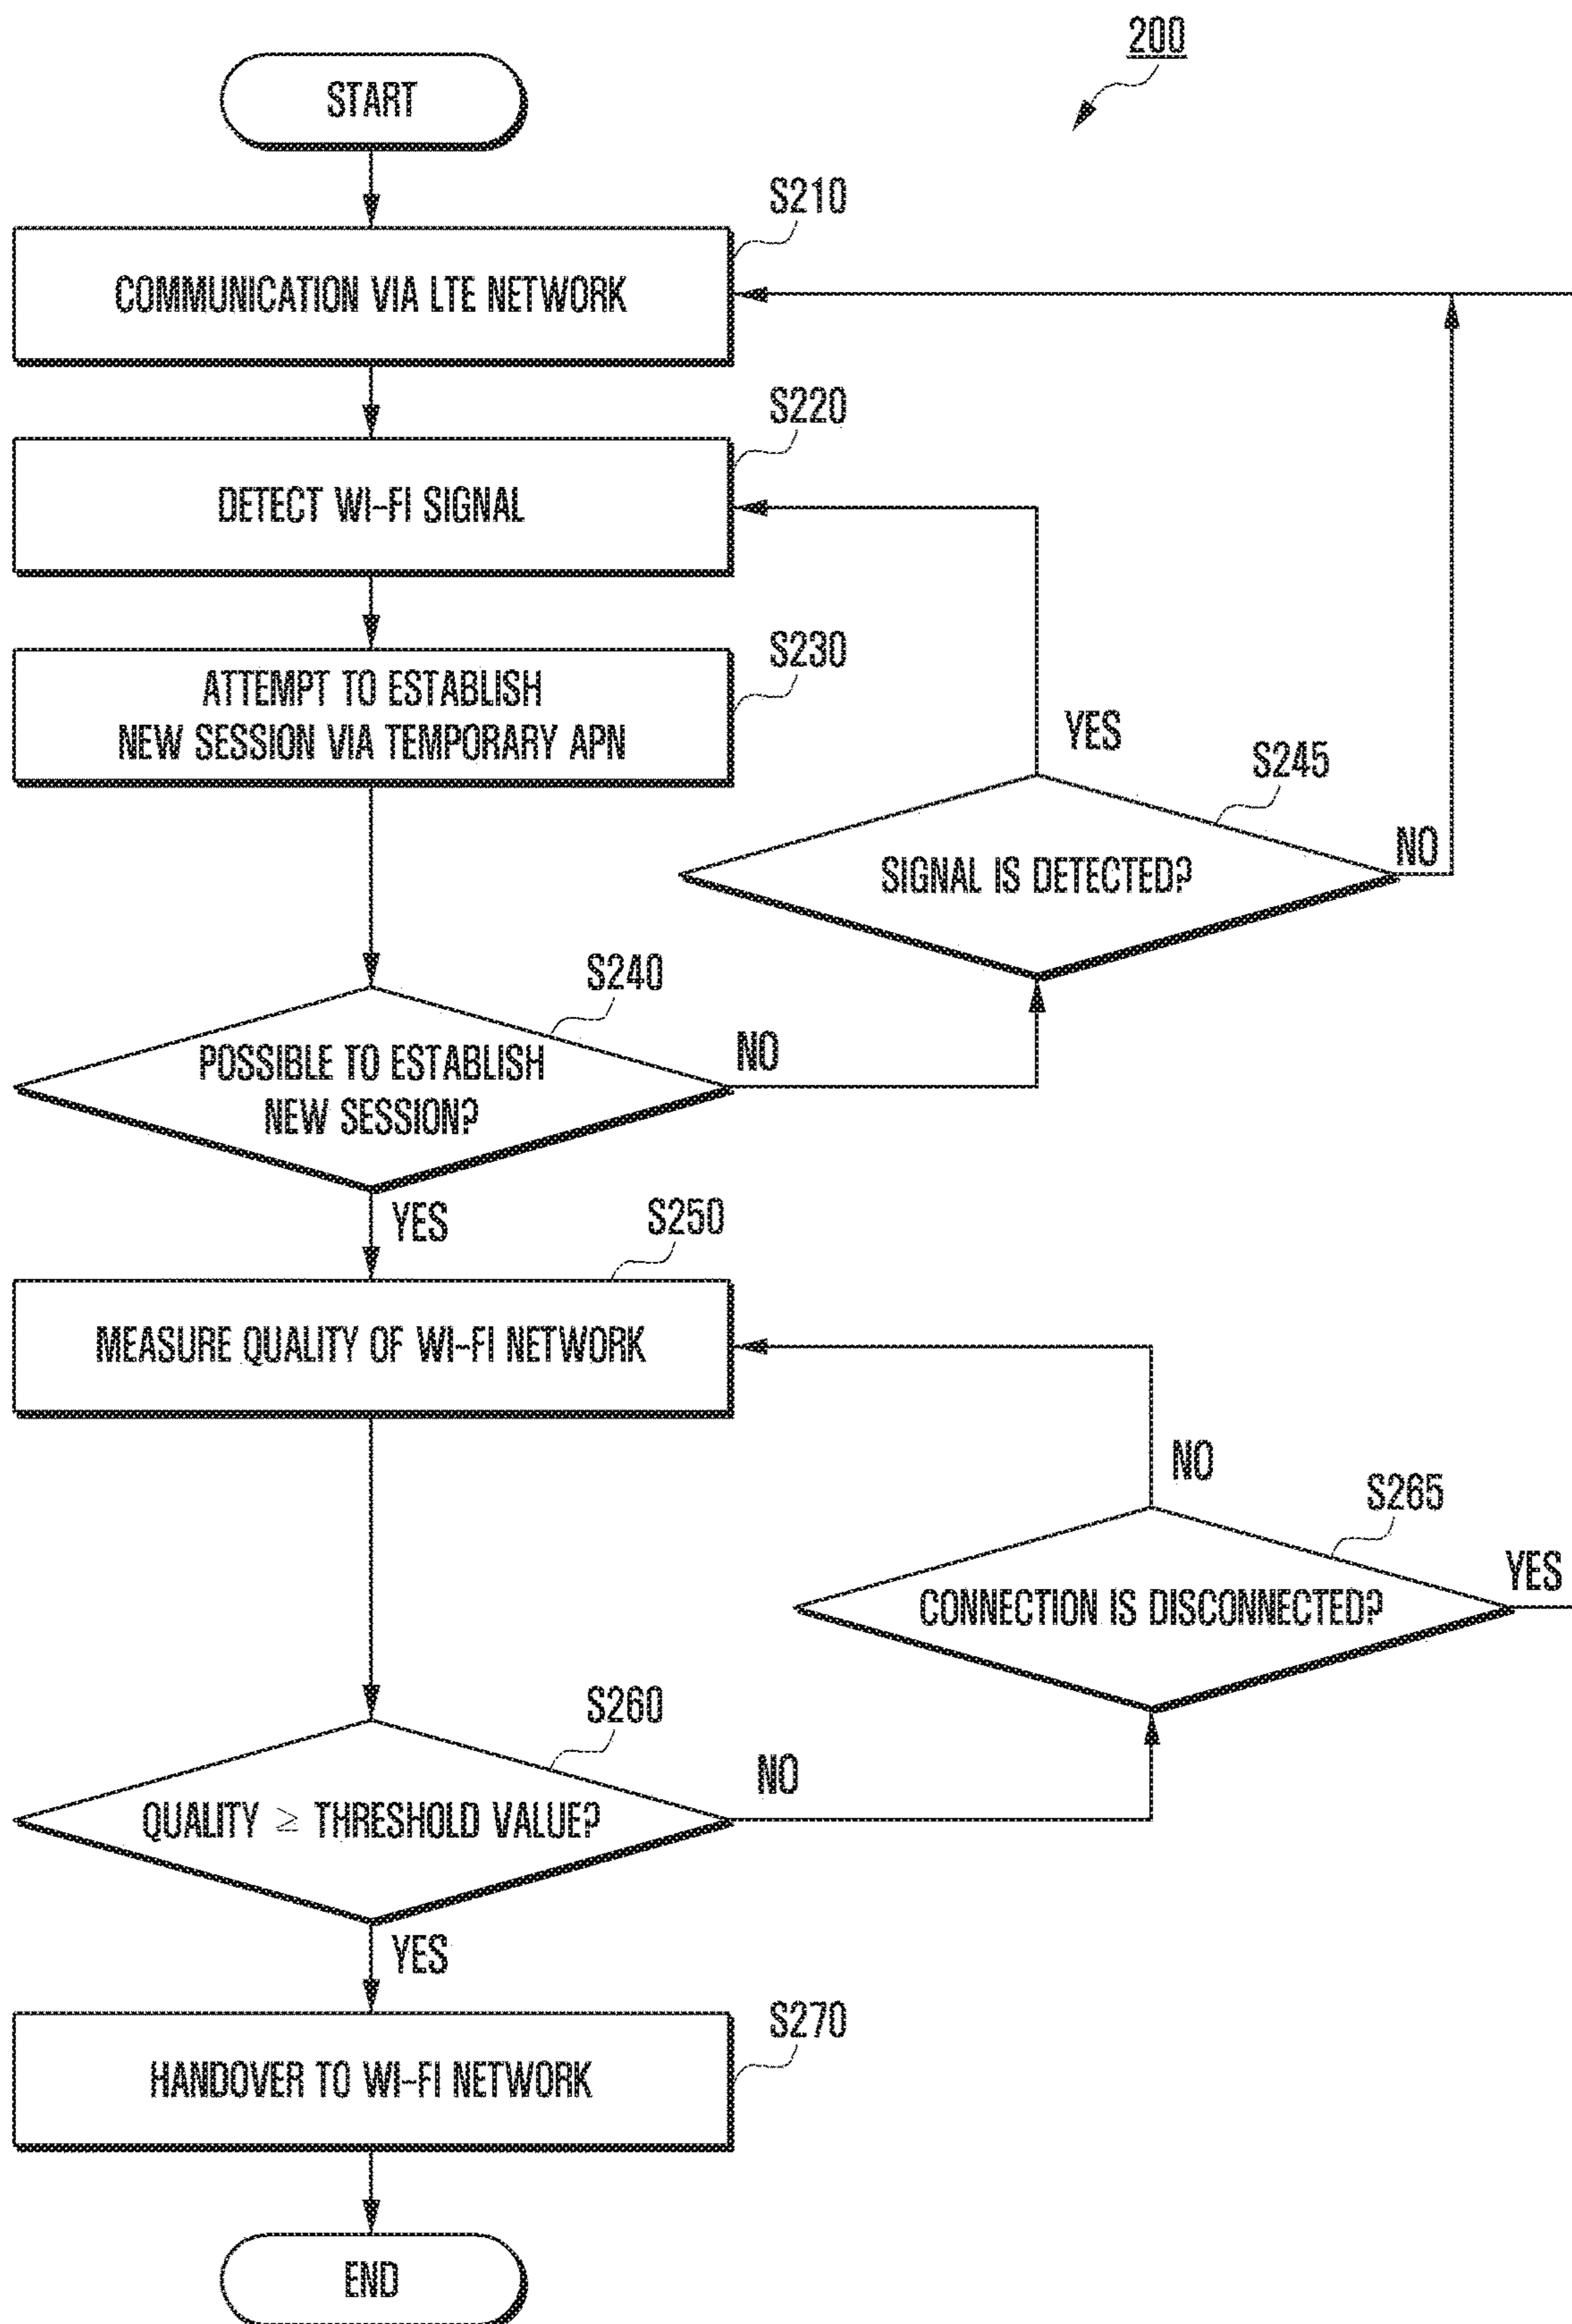 200
START
S210
COMMUNICATION VIA LTE NETWORK
S220
DETECT WI-FI SIGNAL
S230
ATTEMPT TO ESTABLISH
NEW SESSION VIA TEMPORARY APN
YES
S245
NO
SIGNAL IS DETECTED?
S240
NO
POSSIBLE TO ESTABLISH
NEW SESSION?
YES
S250
MEASURE QUALITY OF WI-FI NETWORK
NO
S265
YES
CONNECTION IS DISCONNECTED?
S260
NO
QUALITY ≥ THRESHOLD VALUE?
YES
S270
HANDOVER TO WI-FI NETWORK
END